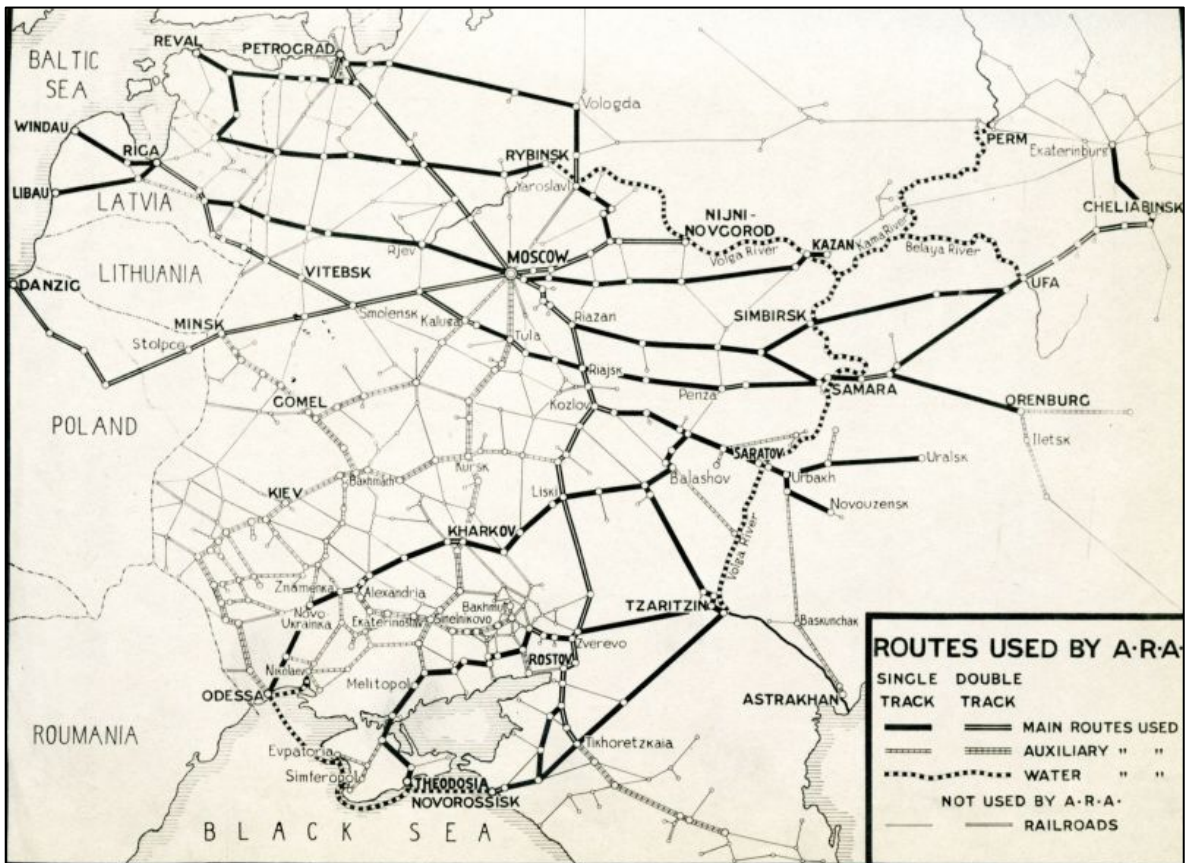 REVAL
PETROGRAD
BALTIC
SEA
Vologda
WINDAU
RIGA
RYBINSK
PERM
Ekaterinburg
Yaroslavl
LIBAU
LATVIA
NIJNI-
NOVGOROD
CHELIABINSK
Kama River
KAZAN
Volga River
Belaya River
Rjev
MOSCOW
LITHUANIA
VITEBSK
DANZIG
UFA
Smolensk
MINSK
Kaluga
Riazan
SIMBIRSK
Stolpce
Tula
Riajsk
Penza
SAMARA
GOMEL
Kozlov
ORENBURG
POLAND
Iletsk
SARATOV
Kursk
Uralsk
Bakhmach
Balashov
Urbakh
KIEV
Liski
Novouzensk
KHARKOV
Volga River
Znamenka
Alexandria
Bakhmut
TZARITZIN
Novo
Ukrainka
Ekaterinoslav
Sinelnikovo
Baskunchak
Zverevo
ROSTOV
Nikolaev
Melitopol
ODESSA
ASTRAKHAN
ROUMANIA
Evpatoria
Tikhoretzkaia
Simferopol
THEODOSIA
NOVOROSSISK
BLACK SEA
ROUTES USED BY A·R·A·
SINGLE DOUBLE
TRACK TRACK
MAIN ROUTES USED
AUXILIARY " "
WATER " "
NOT USED BY A·R·A·
RAILROADS